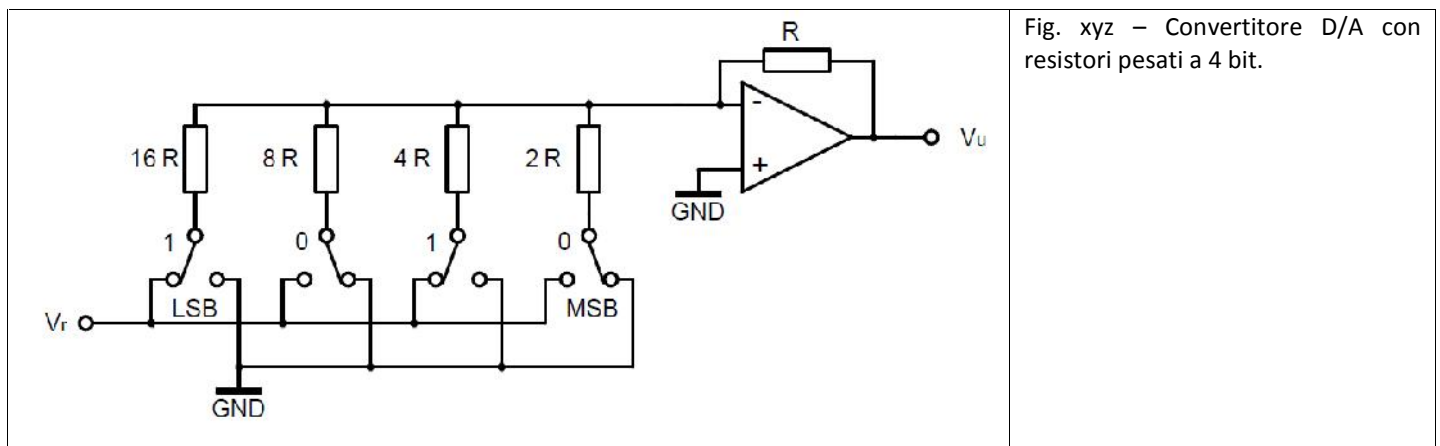 R
16 R
8 R
4 R
2 R
-
+
Vu
GND
1
0
1
0
LSB
MSB
Vr
GND
Fig. xyz – Convertitore D/A con
resistori pesati a 4 bit.